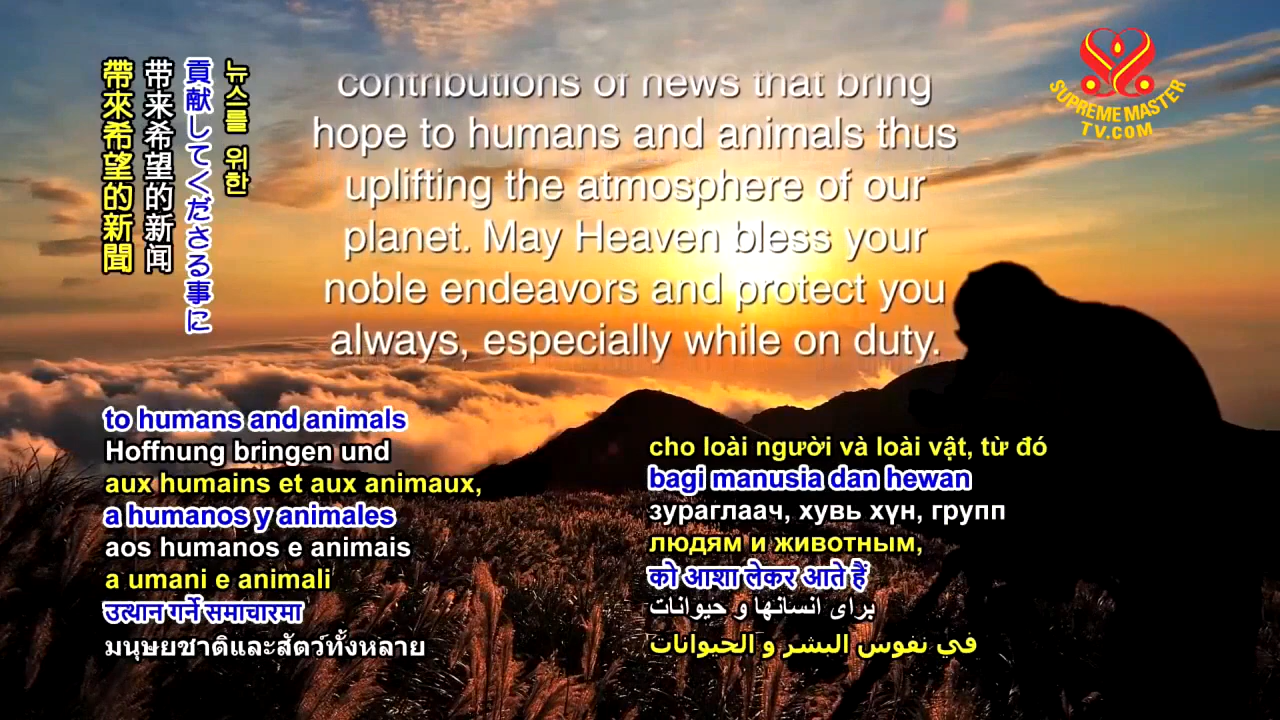 contributions of news that bring
hope to humans and animals thus
uplifting the atmosphere of our
planet. May Heaven bless your
noble endeavors and protect you
always, especially while on duty.
SUPREME MASTER
TV.COM
뉴스를 위한
貢献してくださる事に
带来希望的新闻
帶來希望的新聞
to humans and animals
Hoffnung bringen und
aux humains et aux animaux,
a humanos y animales
aos humanos e animais
a umani e animali
उत्थान गर्ने समाचारमा
มนุษยชาติและสัตว์ทั้งหลาย
cho loài người và loài vật, từ đó
bagi manusia dan hewan
зураглаач, хувь хүн, групп
людям и животным,
को आशा लेकर आते हैं
برای انسانها و حیوانات
في نفوس البشر و الحيوانات